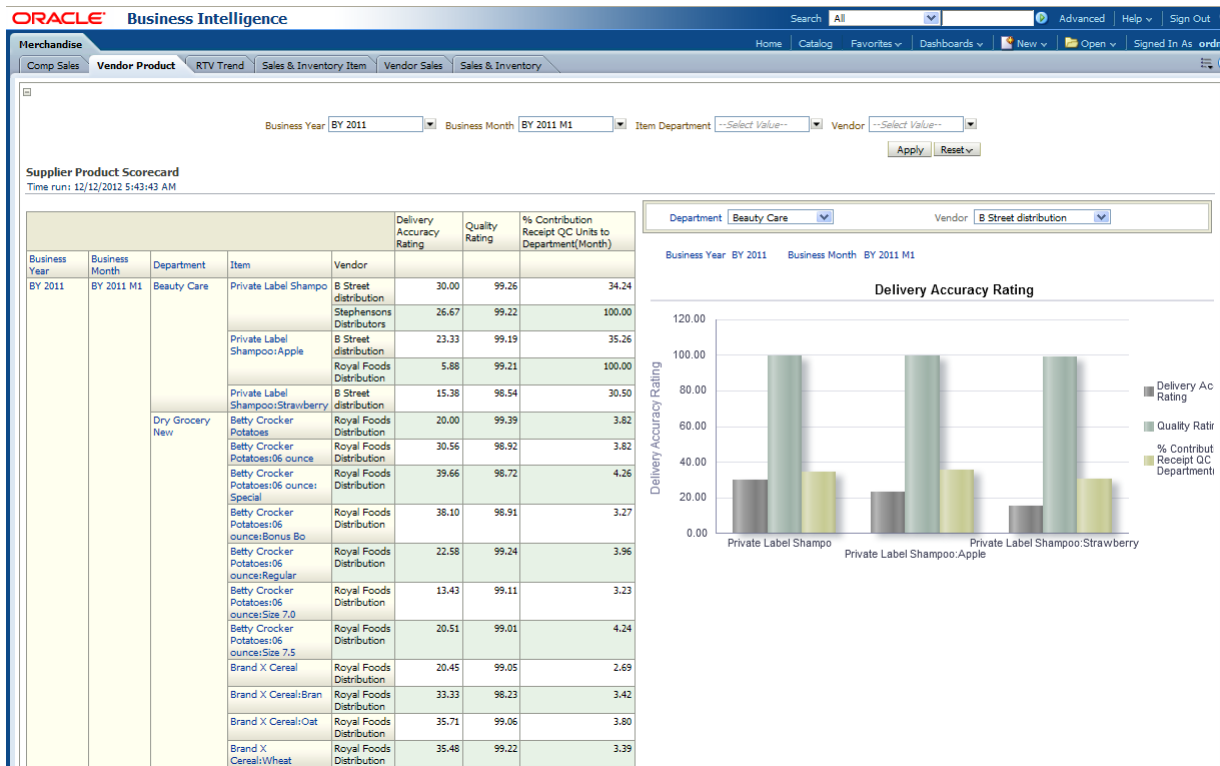 ORACLE Business Intelligence
Search All Advanced Help Sign Out
Merchandise
Home Catalog Favorites Dashboards New Open Signed In As
Comp Sales Vendor Product RTV Trend Sales & Inventory Item Vendor Sales Sales & Inventory
Business Year BY 2011 Business Month BY 2011 M1 Item Department --Select Value-- Vendor --Select Value--
Apply Reset
Supplier Product Scorecard
Time run: 12/12/2012 5:43:43 AM
Delivery Accuracy Rating
Quality Rating
% Contribution Receipt QC Units to Department(Month)
Business Year Business Month Department Item Vendor
BY 2011 BY 2011 M1 Beauty Care Private Label Shampo B Street distribution 30.00 99.26 34.24
Stephensons Distributors 26.67 99.22 100.00
Private Label Shampoo:Apple B Street distribution 23.33 99.19 35.26
Royal Foods Distribution 5.88 99.21 100.00
Private Label Shampoo:Strawberry B Street distribution 15.38 98.54 30.50
Dry Grocery New Betty Crocker Potatoes Royal Foods Distribution 20.00 99.39 3.82
Betty Crocker Potatoes:06 ounce Royal Foods Distribution 30.56 98.92 3.82
Betty Crocker Potatoes:06 ounce: Special Royal Foods Distribution 39.66 98.72 4.26
Betty Crocker Potatoes:06 ounce:Bonus Bo Royal Foods Distribution 38.10 98.91 3.27
Betty Crocker Potatoes:06 ounce:Regular Royal Foods Distribution 22.58 99.24 3.96
Betty Crocker Potatoes:06 ounce:Size 7.0 Royal Foods Distribution 13.43 99.11 3.23
Betty Crocker Potatoes:06 ounce:Size 7.5 Royal Foods Distribution 20.51 99.01 4.24
Brand X Cereal Royal Foods Distribution 20.45 99.05 2.69
Brand X Cereal:Bran Royal Foods Distribution 33.33 98.23 3.42
Brand X Cereal:Oat Royal Foods Distribution 35.71 99.06 3.80
Brand X Cereal:Wheat Royal Foods Distribution 35.48 99.22 3.39
Department Beauty Care Vendor B Street distribution
Business Year BY 2011 Business Month BY 2011 M1
Delivery Accuracy Rating
Delivery Accuracy Rating
120.00
100.00
80.00
60.00
40.00
20.00
0.00
Private Label Shampo
Private Label Shampoo:Apple
Private Label Shampoo:Strawberry
Delivery Ac
Rating
Quality Ratin
% Contribut
Receipt QC
Department(